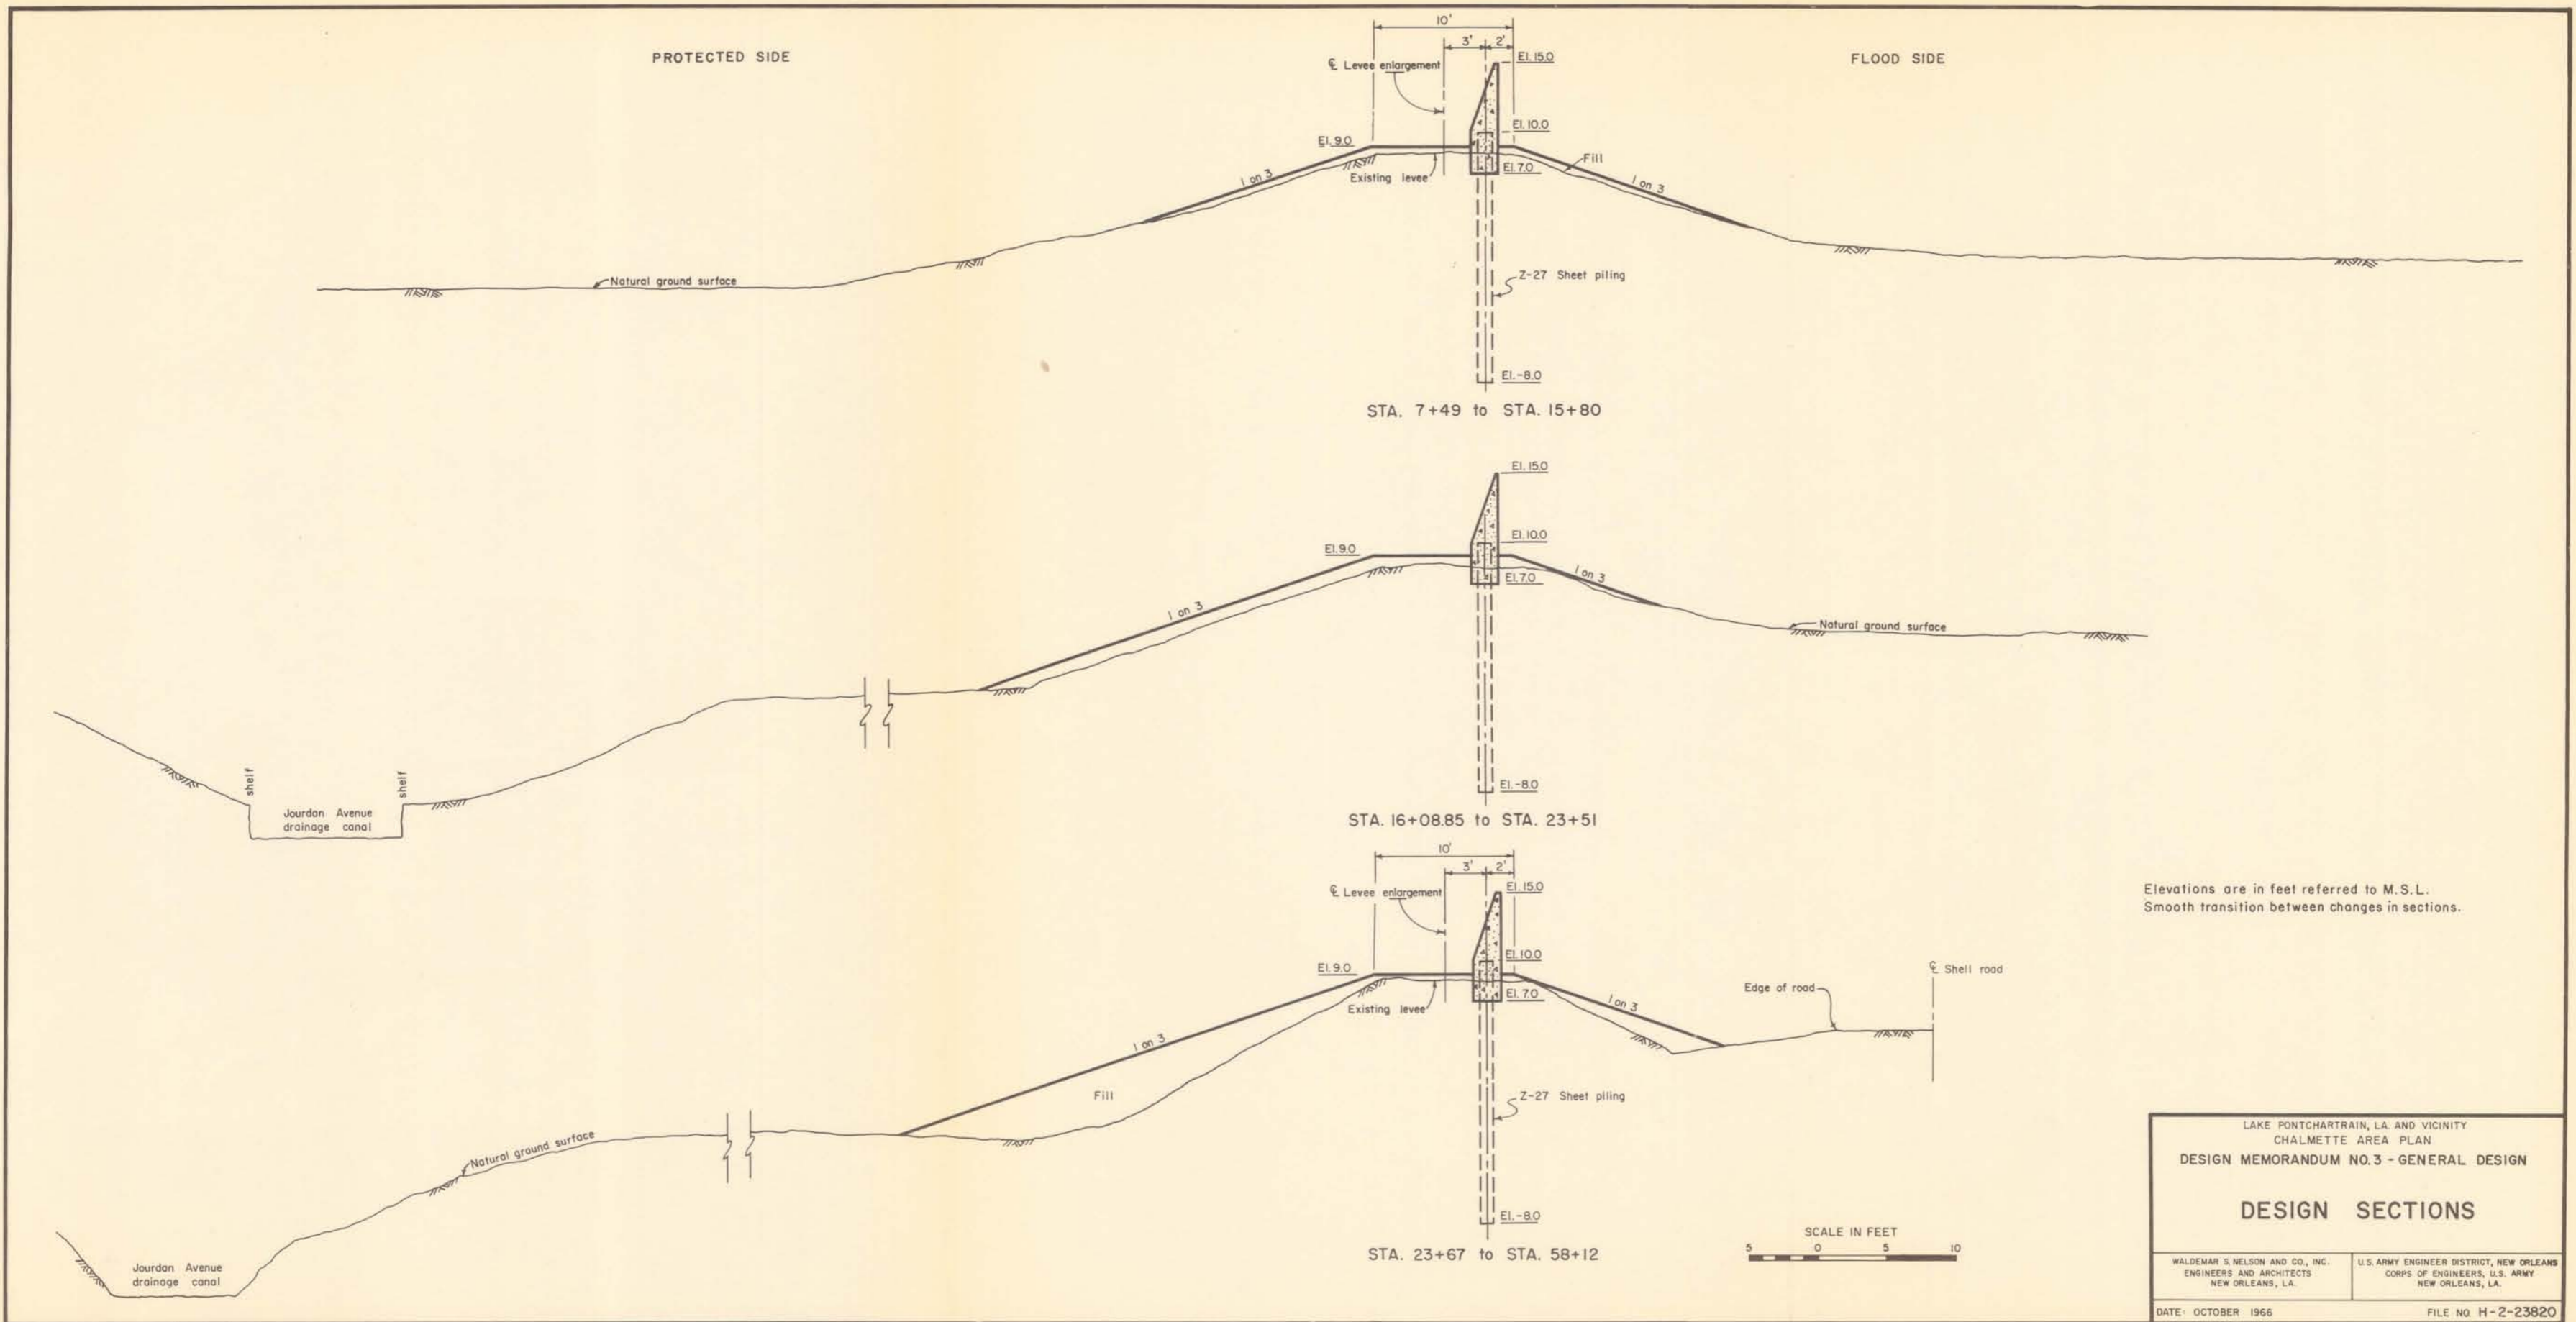 PROTECTED SIDE
FLOOD SIDE
10'
3'
2'
℄ Levee enlargement
El. 15.0
El. 10.0
El. 9.0
El. 7.0
Existing levee
Fill
1 on 3
1 on 3
Natural ground surface
Z-27 Sheet piling
El. -8.0
STA. 7+49 to STA. 15+80
El. 15.0
El. 10.0
El. 9.0
El. 7.0
1 on 3
1 on 3
Natural ground surface
shelf
shelf
Jourdan Avenue
drainage canal
El. -8.0
STA. 16+08.85 to STA. 23+51
10'
3'
2'
℄ Levee enlargement
El. 15.0
El. 10.0
El. 9.0
El. 7.0
Existing levee
1 on 3
1 on 3
Edge of road
℄ Shell road
Fill
Z-27 Sheet piling
Natural ground surface
El. -8.0
Jourdan Avenue
drainage canal
STA. 23+67 to STA. 58+12
Elevations are in feet referred to M.S.L.
Smooth transition between changes in sections.
SCALE IN FEET
5 0 5 10
LAKE PONTCHARTRAIN, LA. AND VICINITY
CHALMETTE AREA PLAN
DESIGN MEMORANDUM NO. 3 - GENERAL DESIGN
DESIGN SECTIONS
WALDEMAR S. NELSON AND CO., INC.
ENGINEERS AND ARCHITECTS
NEW ORLEANS, LA.
U.S. ARMY ENGINEER DISTRICT, NEW ORLEANS
CORPS OF ENGINEERS, U.S. ARMY
NEW ORLEANS, LA.
DATE: OCTOBER 1966
FILE NO. H-2-23820